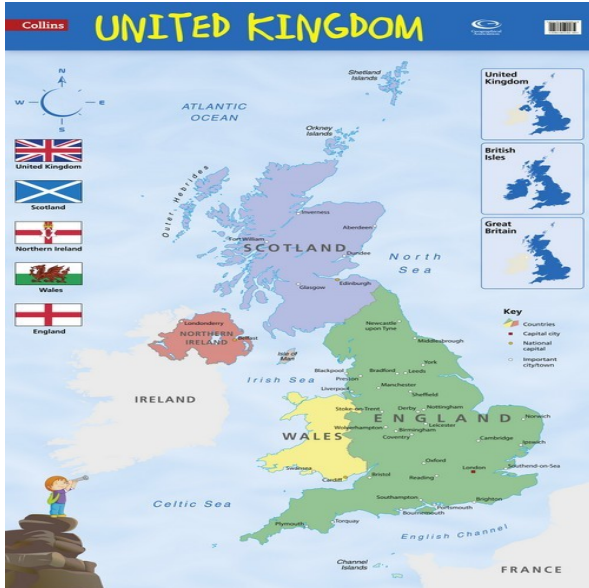 Collins
UNITED KINGDOM
N
W
E
S
ATLANTIC
OCEAN
Shetland
Islands
Orkney
Islands
Outer Hebrides
United Kingdom
Scotland
Northern Ireland
Wales
England
United
Kingdom
British
Isles
Great
Britain
Inverness
Aberdeen
Fort William
SCOTLAND
Dundee
North
Sea
Glasgow
Edinburgh
Key
Countries
Capital city
National
capital
Important
city/town
Londonderry
NORTHERN
IRELAND
Belfast
Isle of
Man
Newcastle
upon Tyne
Middlesbrough
York
Irish Sea
Blackpool
Preston
Bradford
Leeds
Liverpool
Manchester
Sheffield
IRELAND
Stoke-on-Trent
Derby
Nottingham
ENGLAND
Norwich
Wolverhampton
Leicester
Birmingham
Coventry
WALES
Cambridge
Ipswich
Swansea
Cardiff
Oxford
London
Southend-on-Sea
Bristol
Reading
Celtic Sea
Southampton
Brighton
Portsmouth
Bournemouth
Plymouth
Torquay
English Channel
Channel
Islands
FRANCE